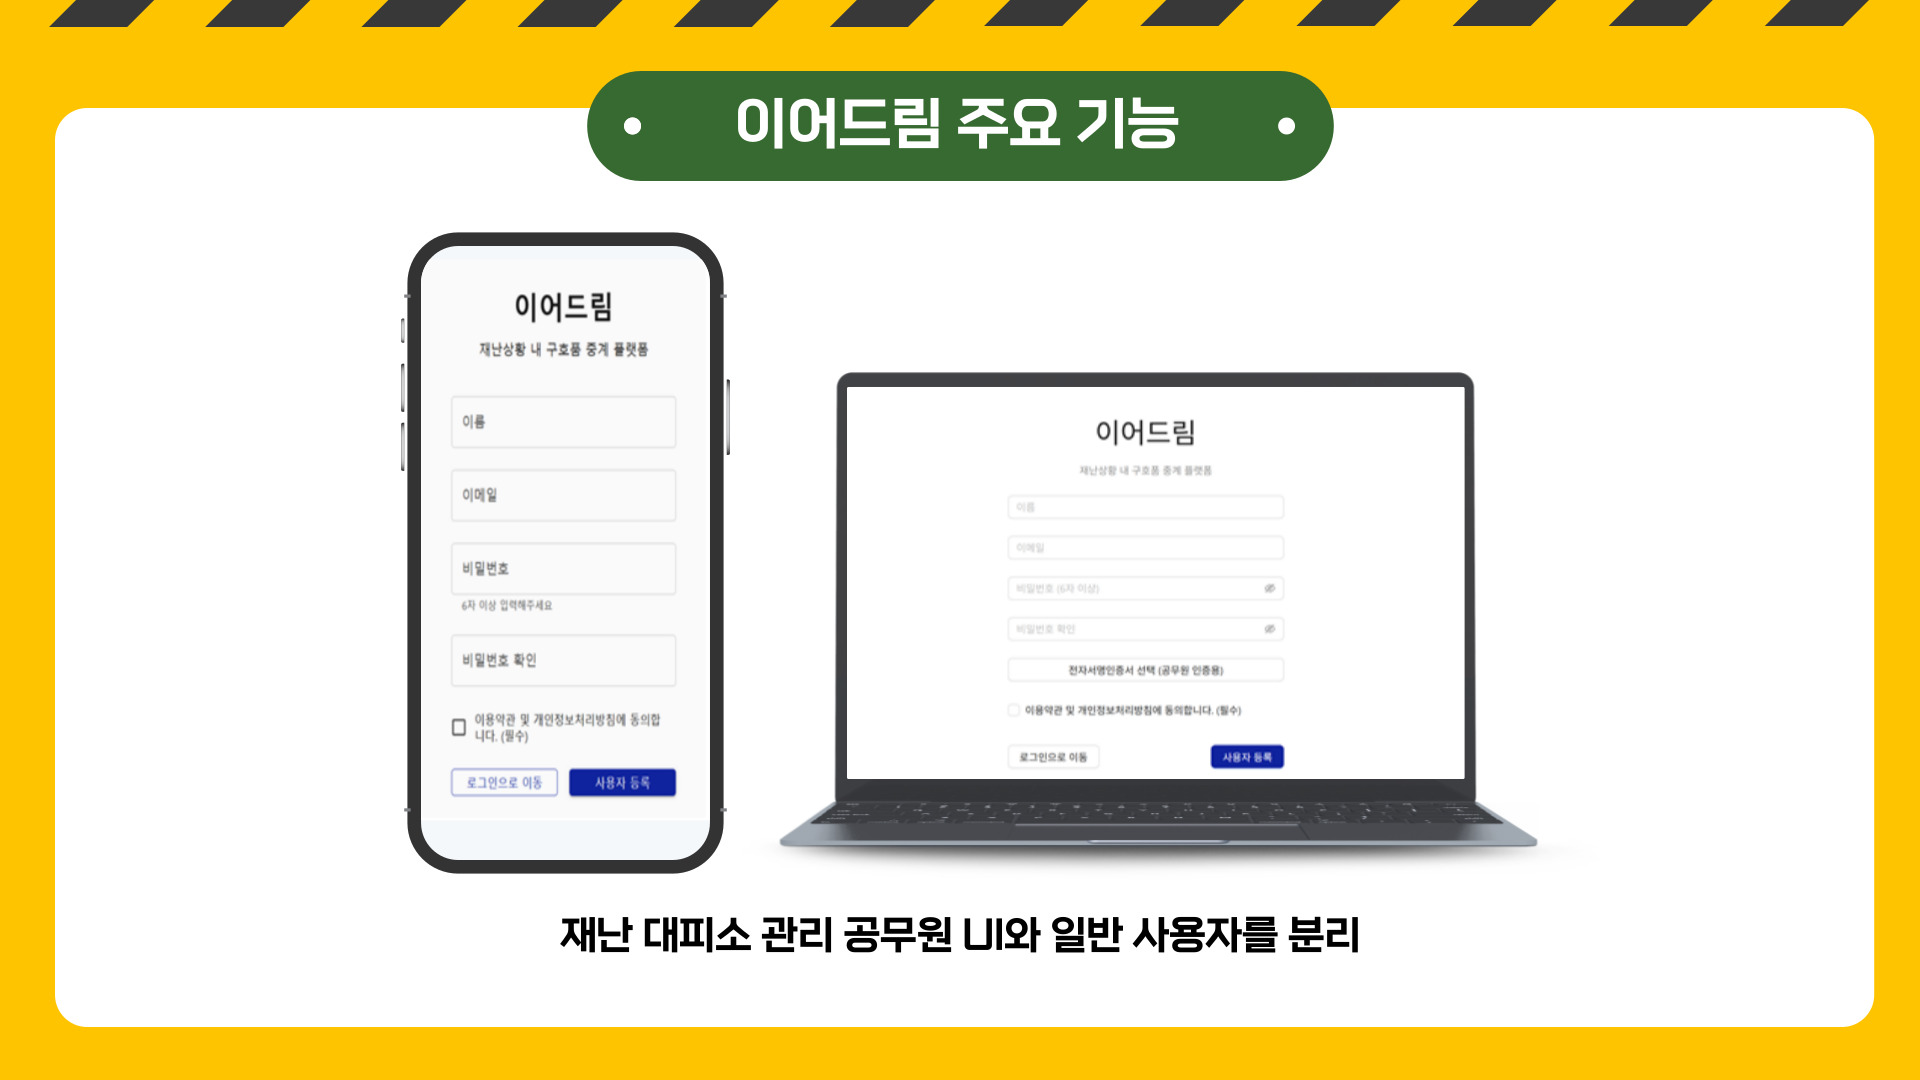 이어드림 주요 기능
이어드림
재난상황 내 구호품 중계 플랫폼
이름
이메일
비밀번호
6자 이상 입력해주세요
비밀번호 확인
이용약관 및 개인정보처리방침에 동의합
니다. (필수)
로그인으로 이동
사용자 등록
이어드림
재난상황 내 구호품 중계 플랫폼
이름
이메일
비밀번호 (6자 이상)
비밀번호 확인
전자서명인증서 선택 (공무원 인증용)
이용약관 및 개인정보처리방침에 동의합니다. (필수)
로그인으로 이동
사용자 등록
재난 대피소 관리 공무원 UI와 일반 사용자를 분리